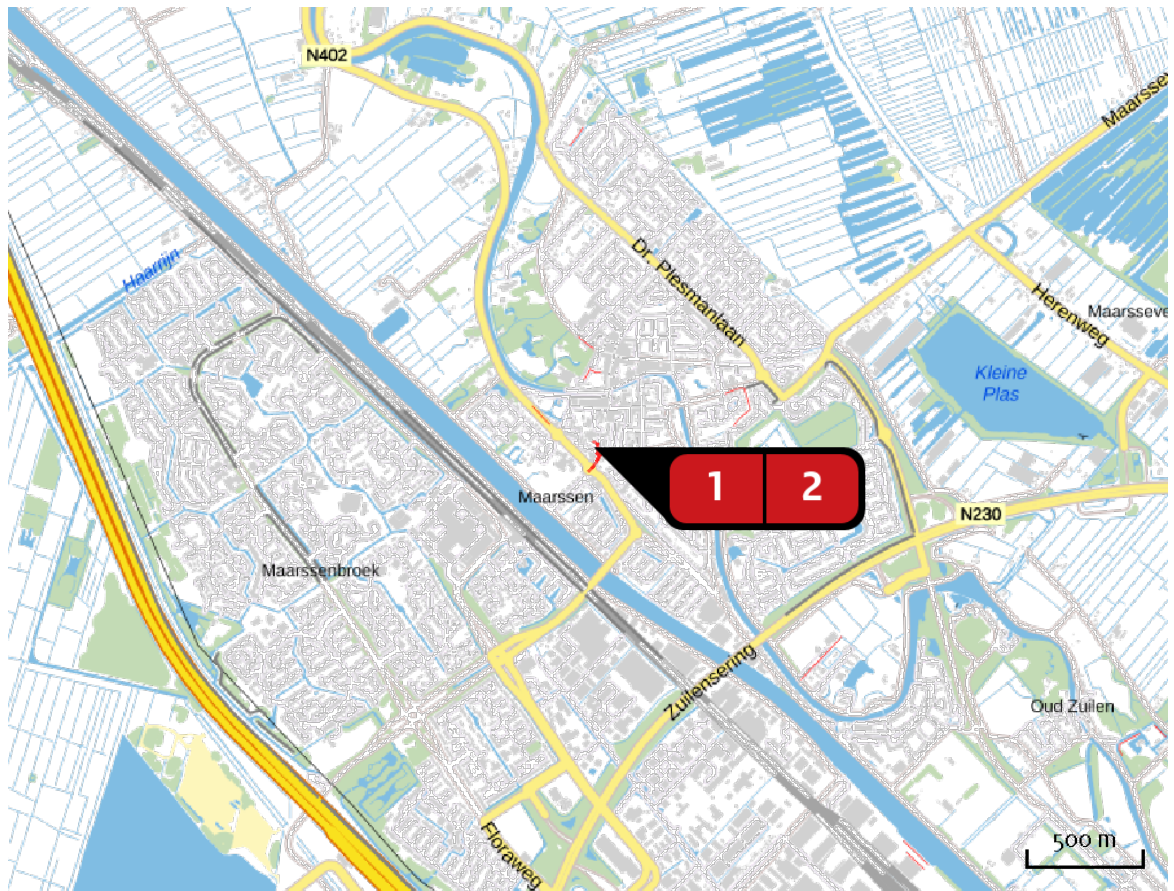 N402
Maarsse
Haarrijn
Dr. Plesmanlaan
Herenweg
Maarsseve
Kleine
Plas
1 2
Maarssen
N230
Maarssenbroek
Zuilensering
Oud Zuilen
Floraweg
500 m